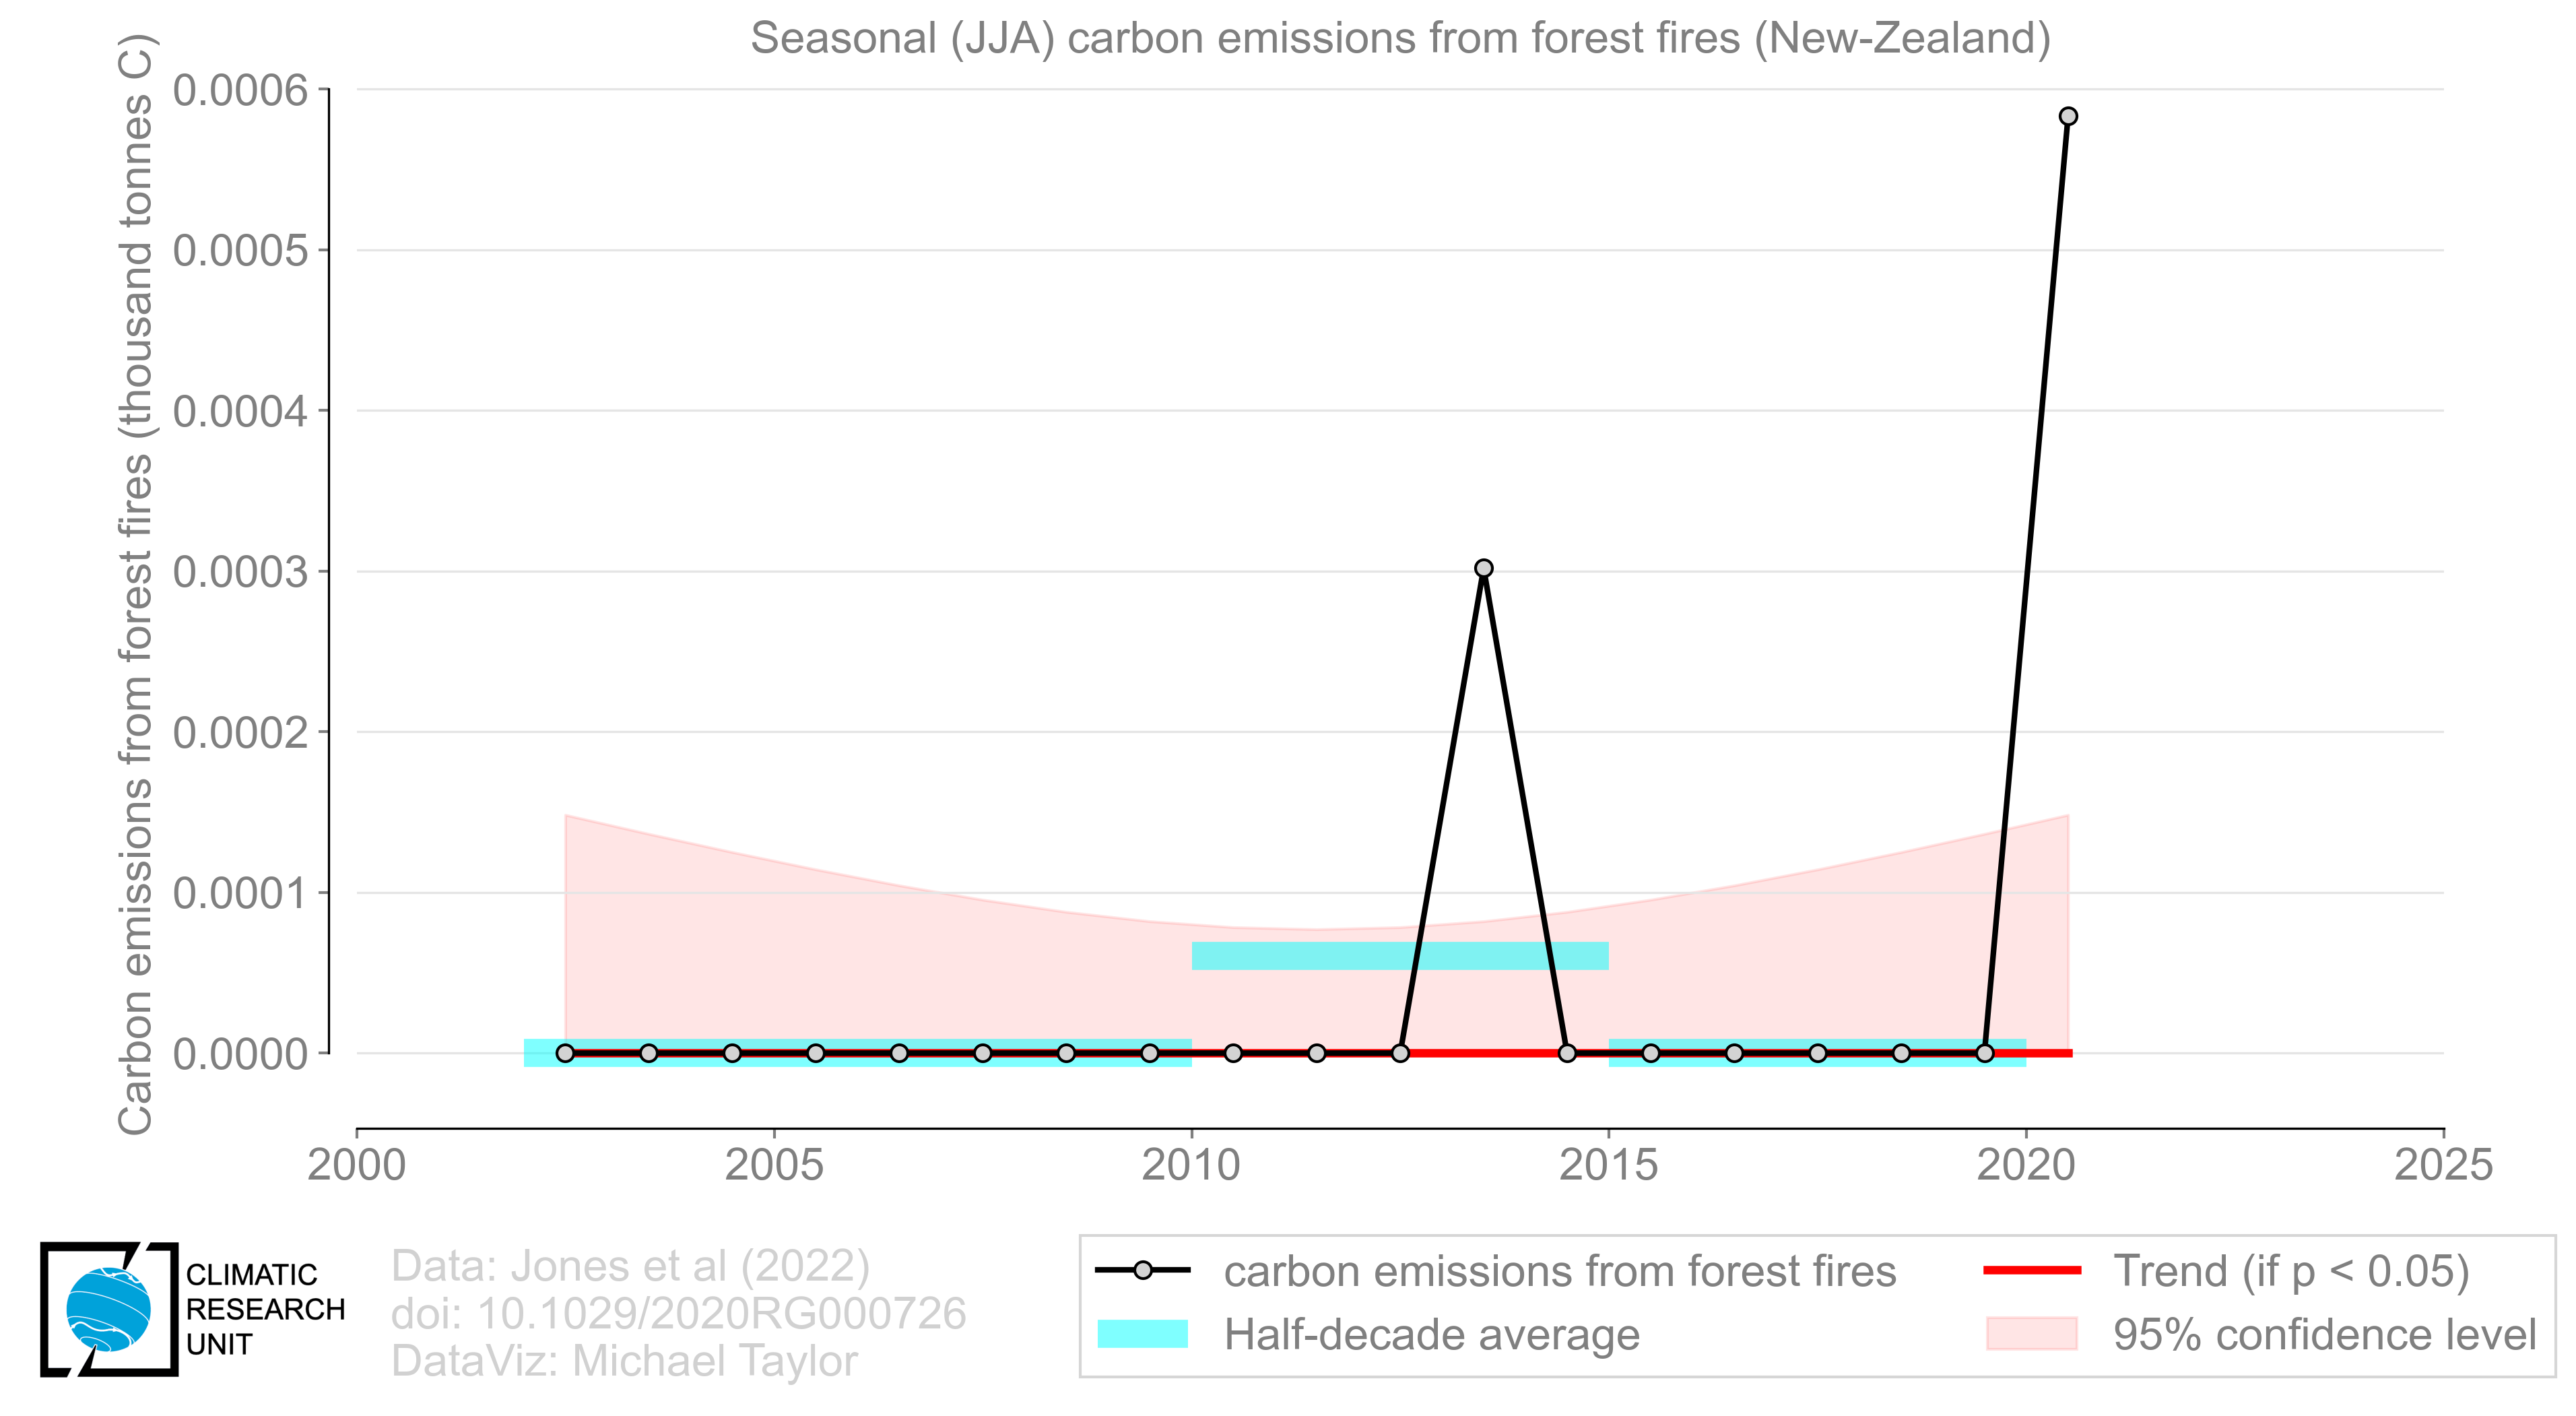 Seasonal (JJA) carbon emissions from forest fires (New-Zealand)
Carbon emissions from forest fires (thousand tonnes C)
0.0006
0.0005
0.0004
0.0003
0.0002
0.0001
0.0000
2000 2005 2010 2015 2020 2025
CLIMATIC
RESEARCH
UNIT
Data: Jones et al (2022)
doi: 10.1029/2020RG000726
DataViz: Michael Taylor
carbon emissions from forest fires
Half-decade average
Trend (if p < 0.05)
95% confidence level